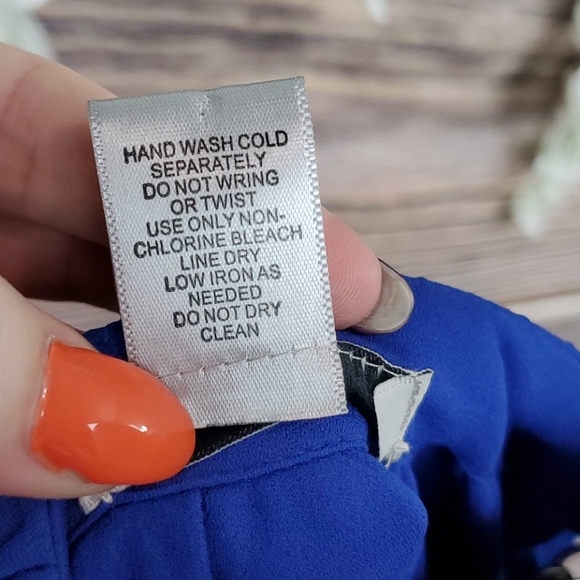 HAND WASH COLD
SEPARATELY
DO NOT WRING
OR TWIST
USE ONLY NON-
CHLORINE BLEACH
LINE DRY
LOW IRON AS
NEEDED
DO NOT DRY
CLEAN